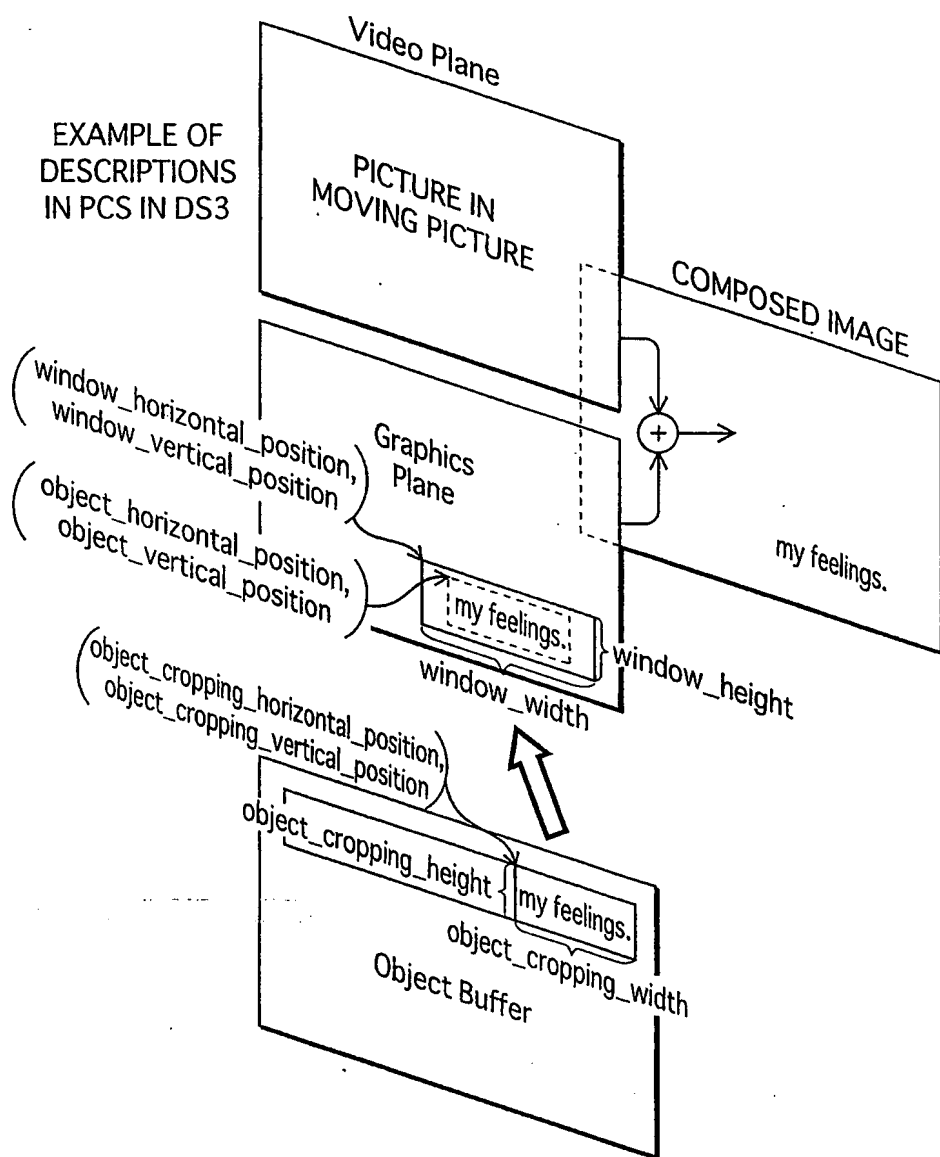 Video Plane
EXAMPLE OF
DESCRIPTIONS
IN PCS IN DS3
PICTURE IN
MOVING PICTURE
COMPOSED IMAGE
(window_horizontal_position,
window_vertical_position)
Graphics
Plane
+
(object_horizontal_position,
object_vertical_position)
my feelings.
my feelings.
window_height
window_width
(object_cropping_horizontal_position,
object_cropping_vertical_position)
object_cropping_height
my feelings.
object_cropping_width
Object Buffer